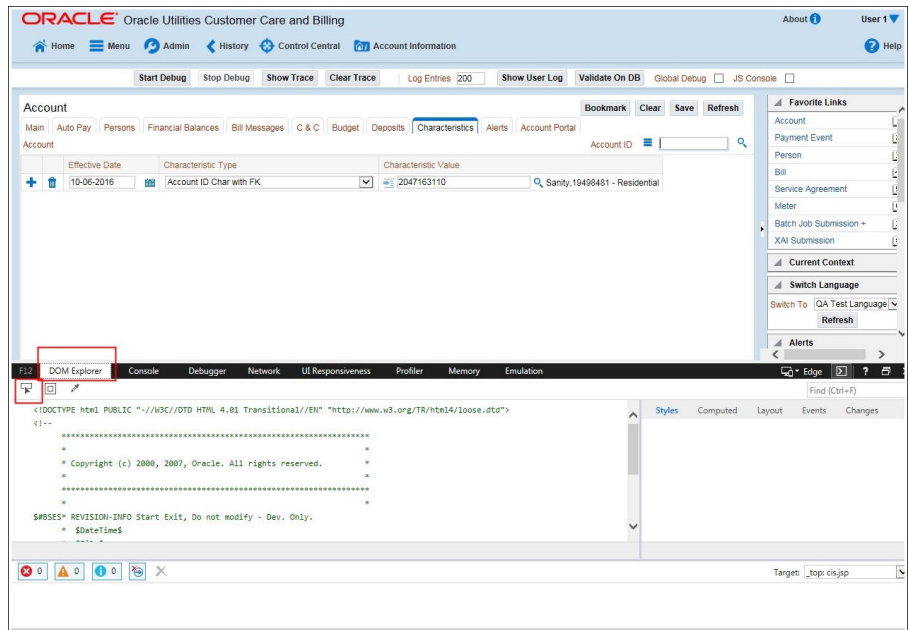 ORACLE® Oracle Utilities Customer Care and Billing
About User 1
Home Menu Admin History Control Central Account Information Help
Start Debug Stop Debug Show Trace Clear Trace Log Entries 200 Show User Log Validate On DB Global Debug JS Console
Account Bookmark Clear Save Refresh
Main Auto Pay Persons Financial Balances Bill Messages C & C Budget Deposits Characteristics Alerts Account Portal
Account Account ID
Effective Date Characteristic Type Characteristic Value
10-06-2016 Account ID Char with FK 2047163110 Sanity,19498481 - Residential
Favorite Links
Account
Payment Event
Person
Bill
Service Agreement
Meter
Batch Job Submission +
XAI Submission
Current Context
Switch Language
Switch To QA Test Language
Refresh
Alerts
F12 DOM Explorer Console Debugger Network UI Responsiveness Profiler Memory Emulation Edge ?
Find (Ctrl+F)
Styles Computed Layout Events Changes
<!DOCTYPE html PUBLIC "-//W3C//DTD HTML 4.01 Transitional//EN" "http://www.w3.org/TR/html4/loose.dtd">
<!--
*******************************************************************
* *
* Copyright (c) 2000, 2007, Oracle. All rights reserved. *
* *
*******************************************************************
* *
$#BSES* REVISION-INFO Start Exit, Do not modify - Dev. Only.
* $DateTime$
0 0 0
Target: _top: cis.jsp